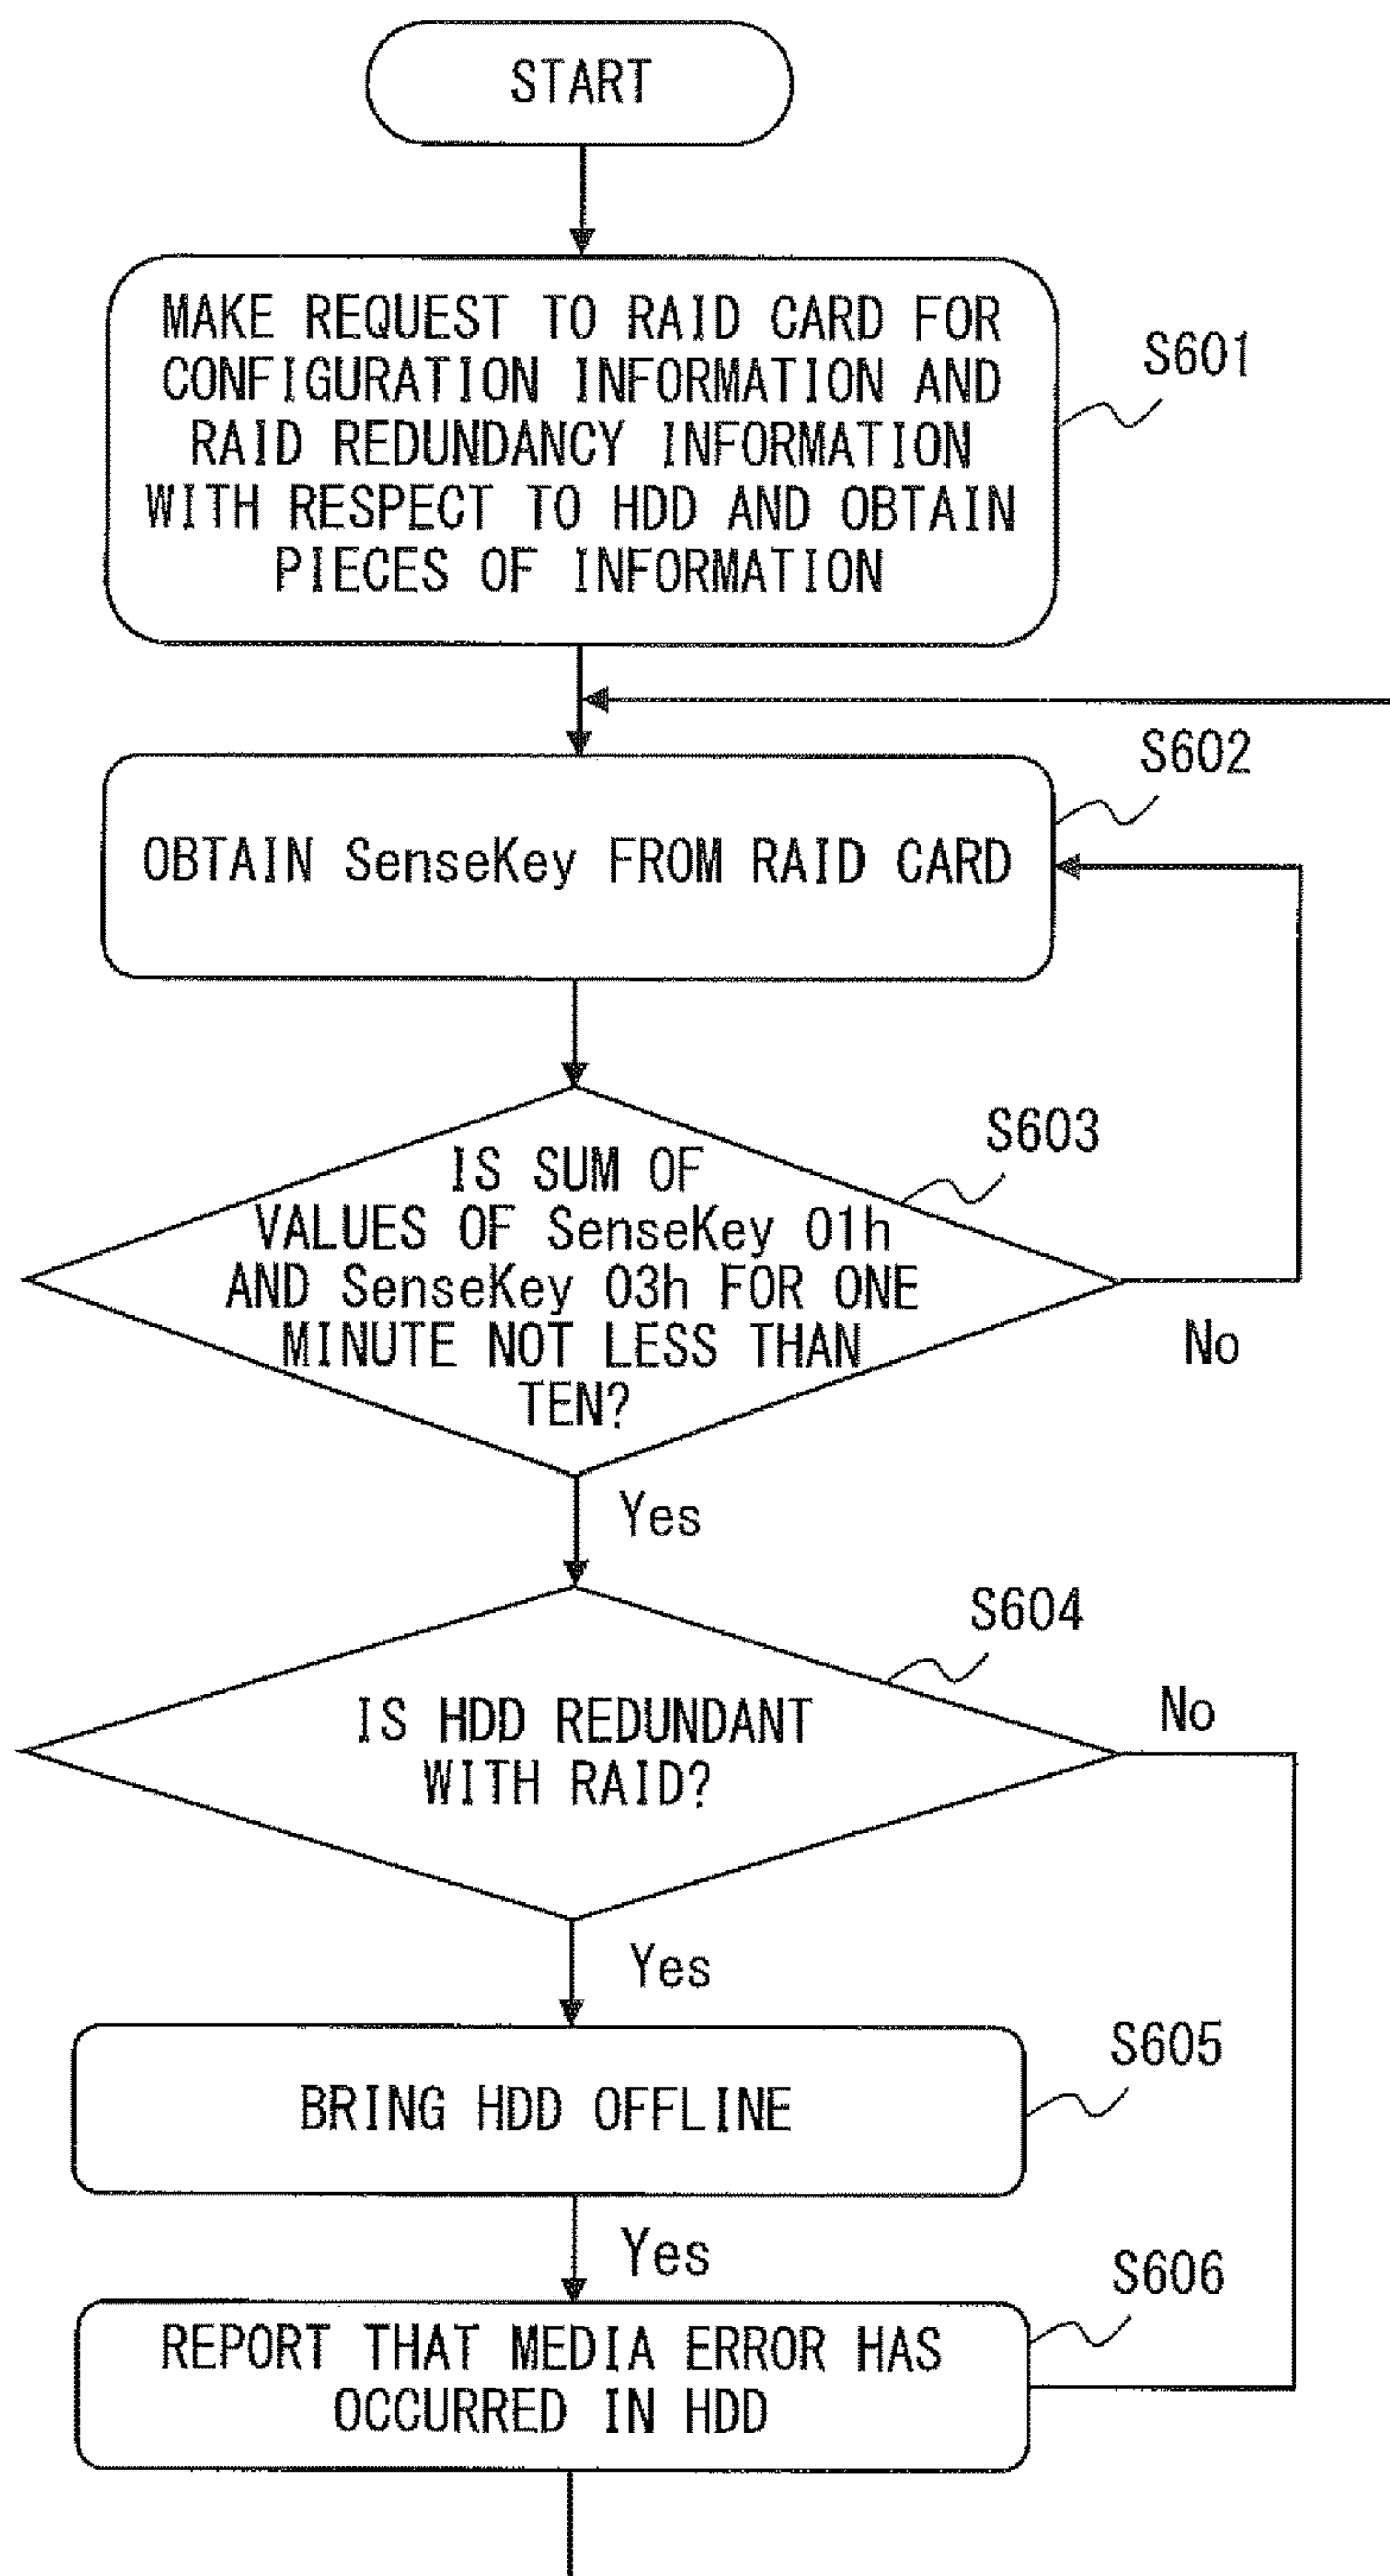 START
MAKE REQUEST TO RAID CARD FOR
CONFIGURATION INFORMATION AND
RAID REDUNDANCY INFORMATION
WITH RESPECT TO HDD AND OBTAIN
PIECES OF INFORMATION
S601
S602
OBTAIN SenseKey FROM RAID CARD
S603
IS SUM OF
VALUES OF SenseKey 01h
AND SenseKey 03h FOR ONE
MINUTE NOT LESS THAN
TEN?
No
Yes
S604
IS HDD REDUNDANT
WITH RAID?
No
Yes
S605
BRING HDD OFFLINE
Yes
S606
REPORT THAT MEDIA ERROR HAS
OCCURRED IN HDD